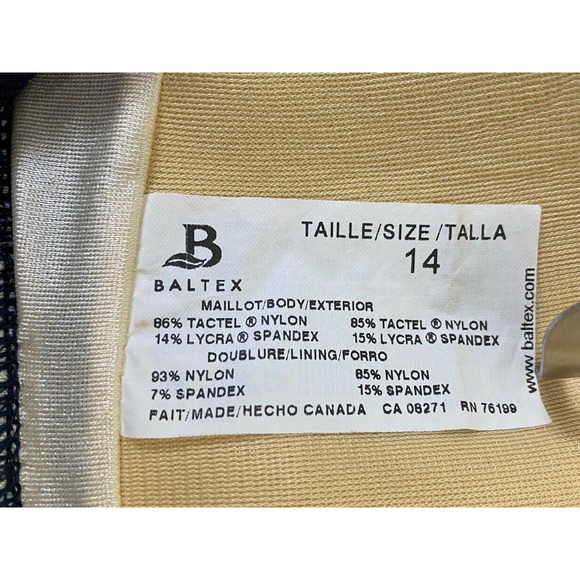 B
BALTEX
TAILLE/SIZE/TALLA
14
MAILLOT/BODY/EXTERIOR
86% TACTEL ® NYLON 85% TACTEL ® NYLON
14% LYCRA ® SPANDEX 15% LYCRA ® SPANDEX
DOUBLURE/LINING/FORRO
93% NYLON 85% NYLON
7% SPANDEX 15% SPANDEX
FAIT/MADE/HECHO CANADA CA 08271 RN 76199
www.baltex.com